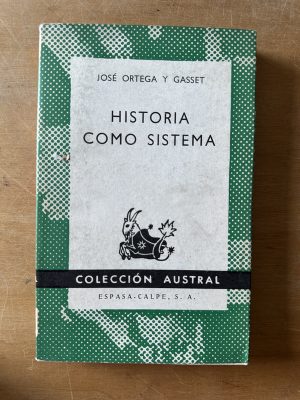 JOSÉ ORTEGA Y GASSET
HISTORIA
COMO SISTEMA
COLECCIÓN AUSTRAL
ESPASA-CALPE, S. A.